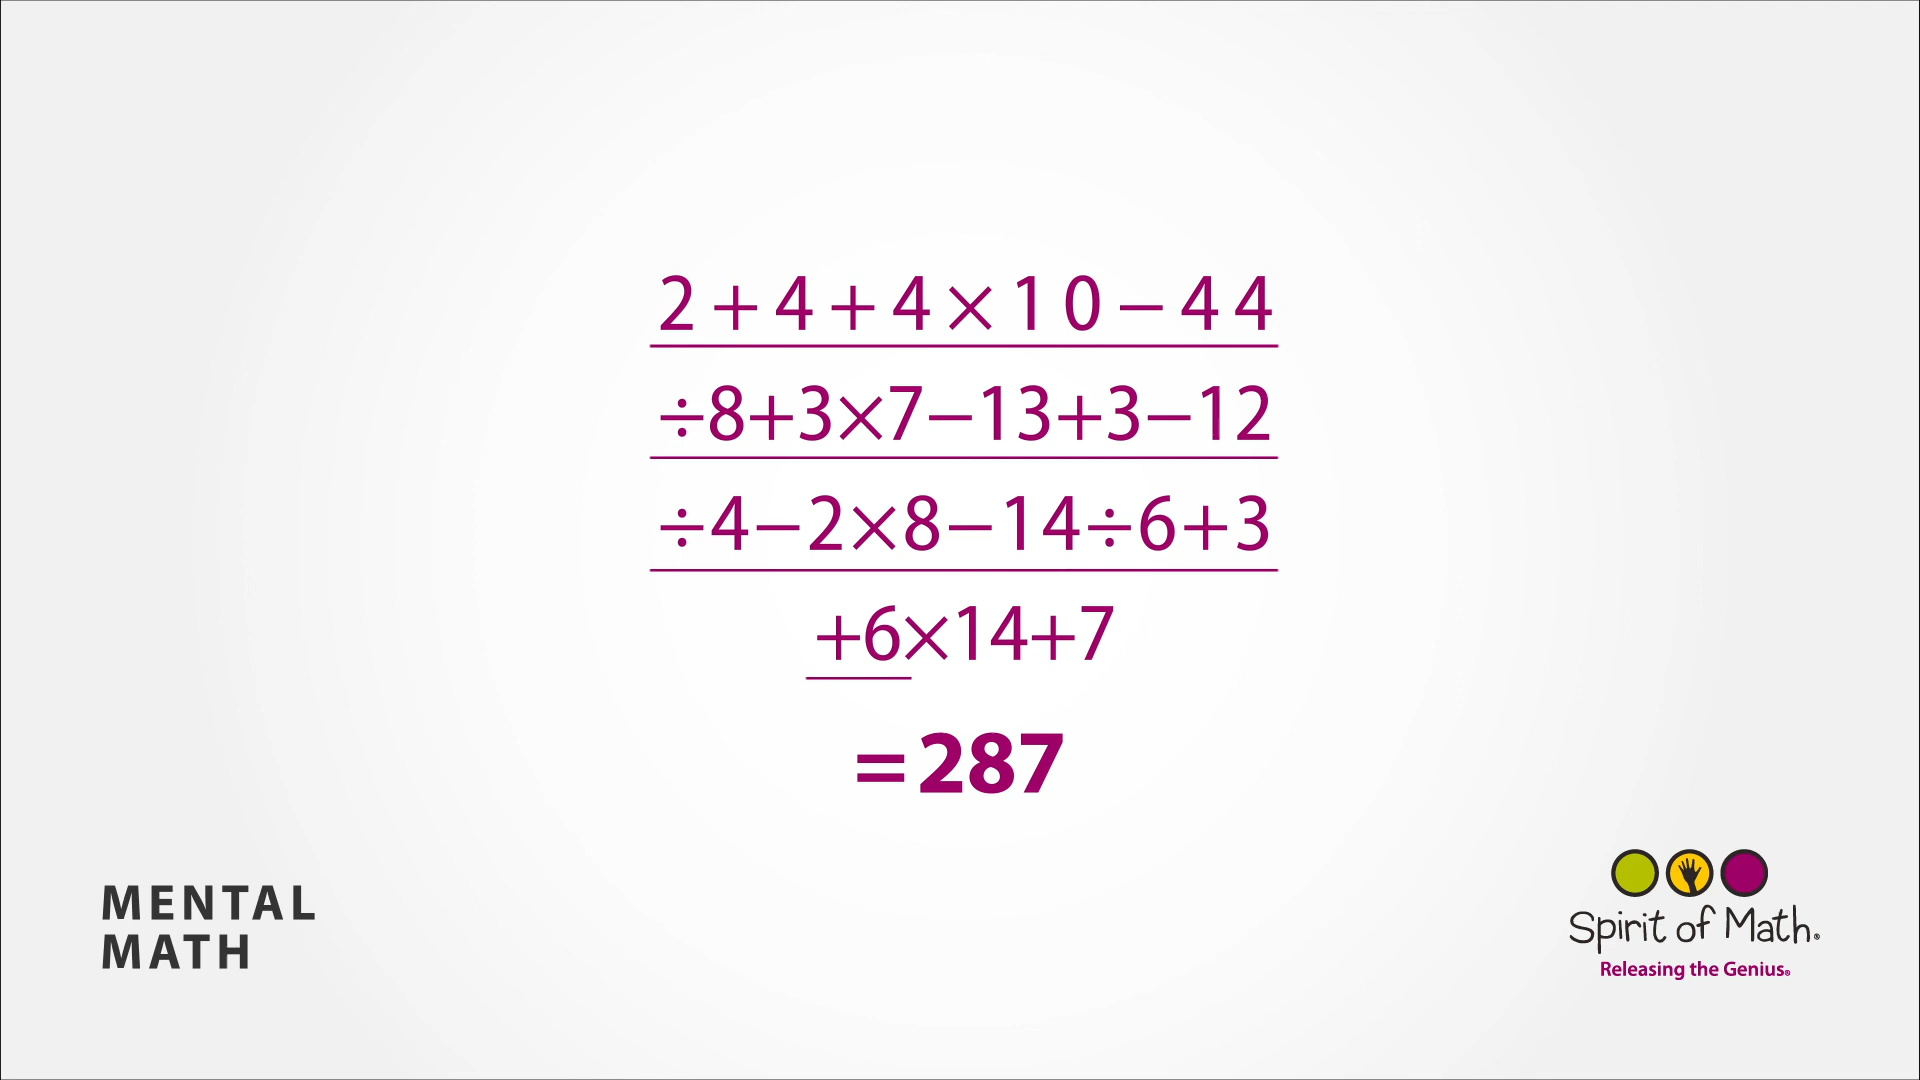 2+4+4×10−44
÷8+3×7−13+3−12
÷4−2×8−14÷6+3
+6×14+7
=287
MENTAL
MATH
Spirit of Math®
Releasing the Genius®